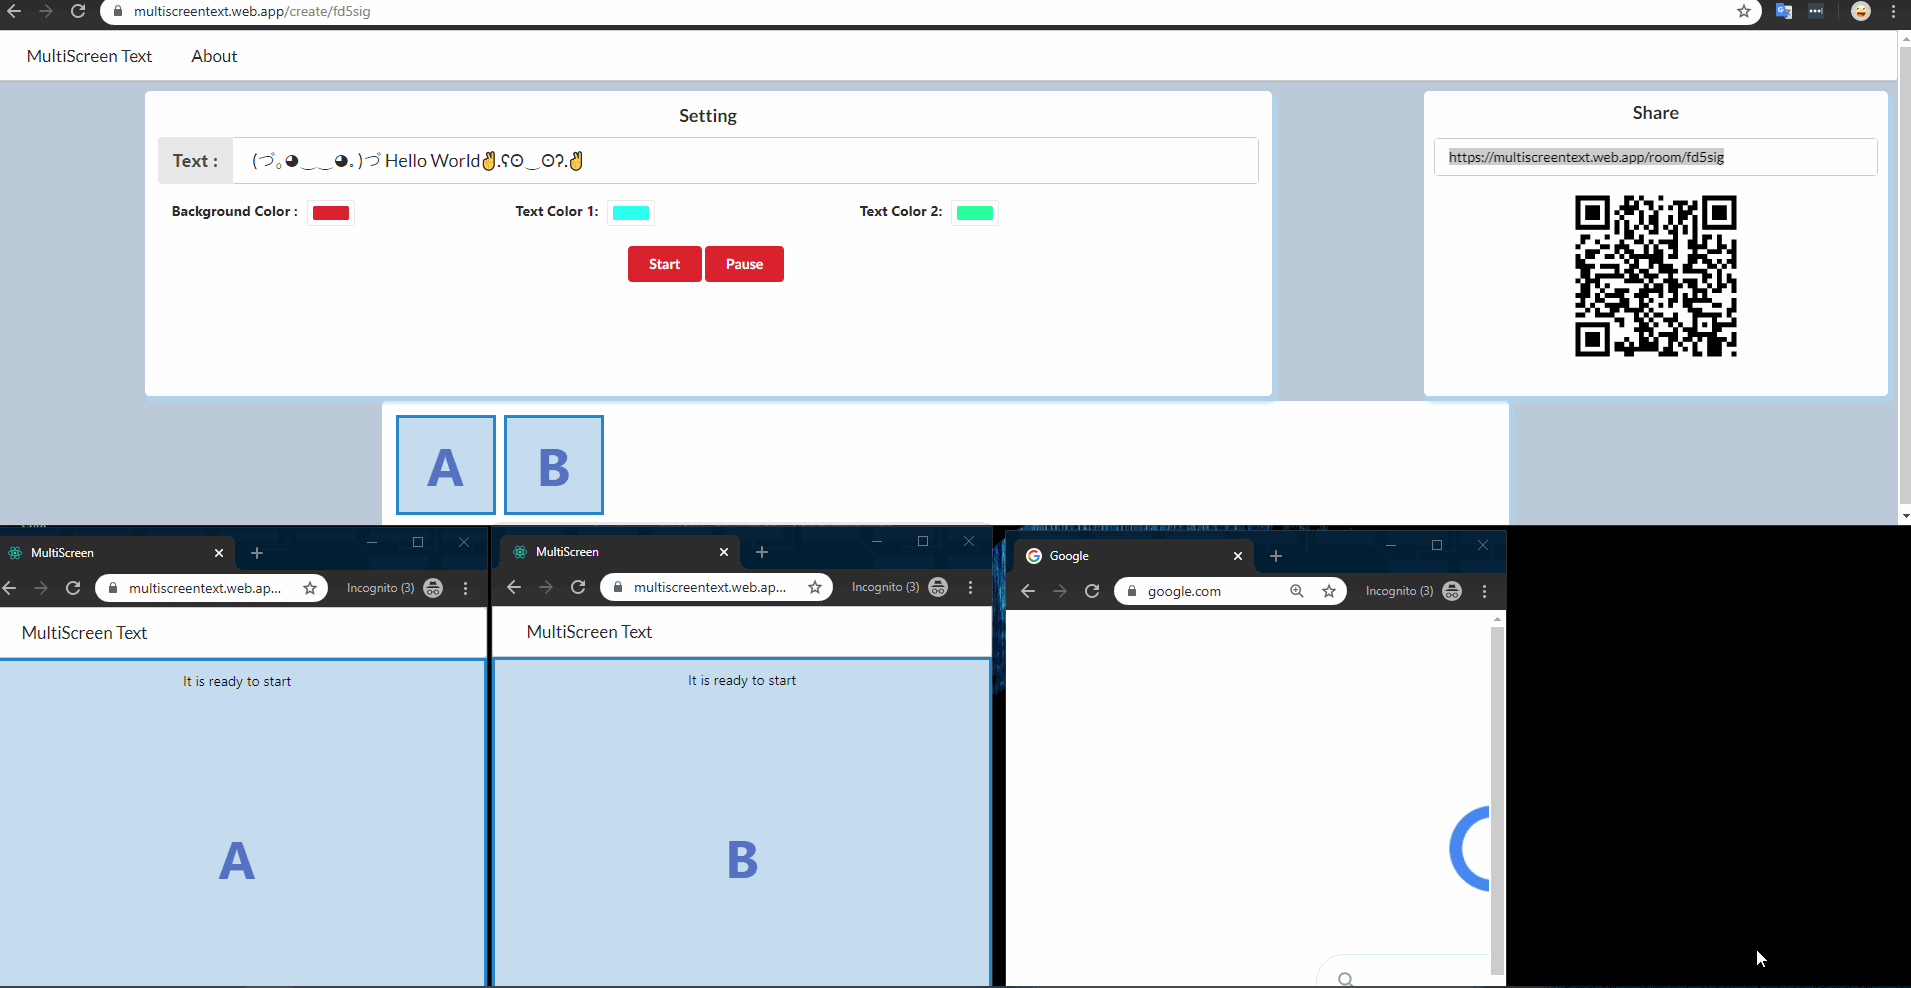 multiscreentext.web.app/create/fd5sig
MultiScreen Text About
Setting
Text : (づ｡◕‿‿◕｡)づ Hello World✌.ʕʘ‿ʘʔ.✌
Background Color : Text Color 1: Text Color 2:
Start Pause
Share
https://multiscreentext.web.app/room/fd5sig
A B
MultiScreen
multiscreentext.web.ap... Incognito (3)
MultiScreen Text
It is ready to start
A
MultiScreen
multiscreentext.web.ap... Incognito (3)
MultiScreen Text
It is ready to start
B
Google
google.com Incognito (3)